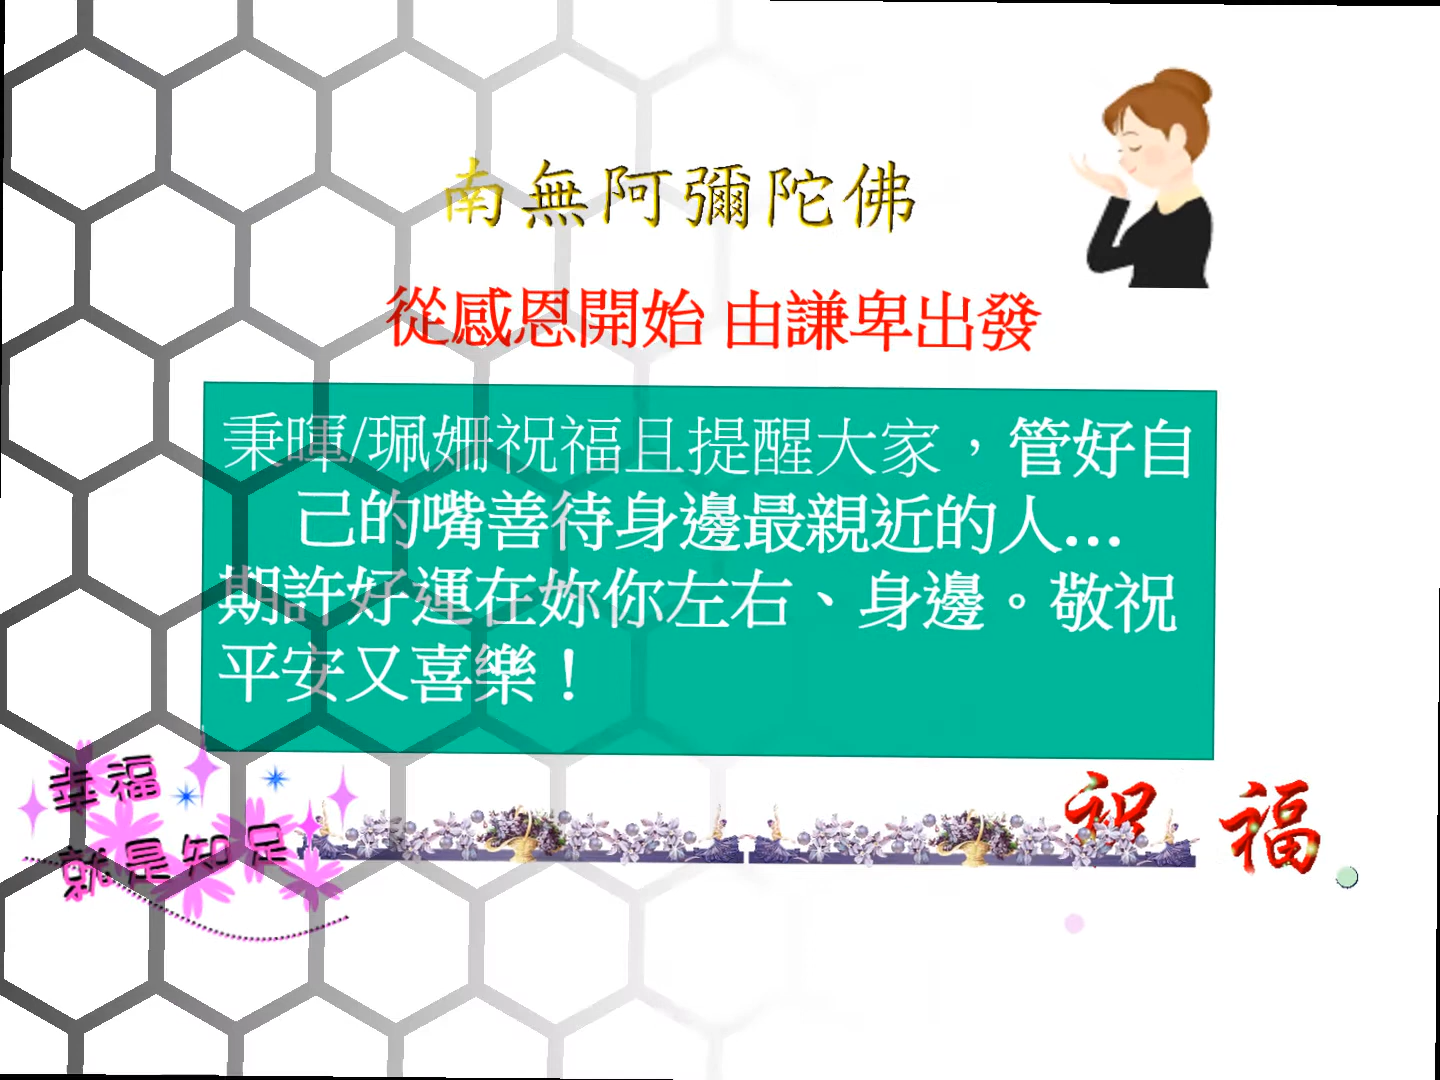 南無阿彌陀佛
從感恩開始 由謙卑出發
秉暉/珮姍祝福且提醒大家，管好自
己的嘴善待身邊最親近的人...
期許好運在妳你左右、身邊。敬祝
平安又喜樂！
幸福
就是知足
祝福